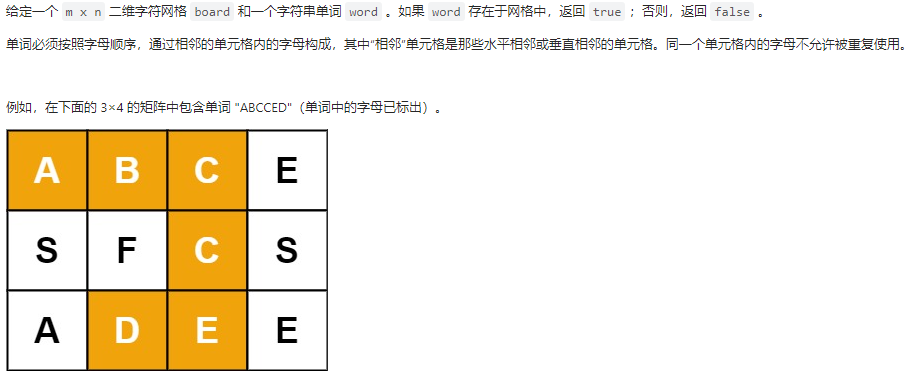 给定一个 m x n 二维字符网格 board 和一个字符串单词 word 。如果 word 存在于网格中，返回 true ；否则，返回 false 。
单词必须按照字母顺序，通过相邻的单元格内的字母构成，其中“相邻”单元格是那些水平相邻或垂直相邻的单元格。同一个单元格内的字母不允许被重复使用。
例如，在下面的 3×4 的矩阵中包含单词 "ABCCED"（单词中的字母已标出）。
A B C E
S F C S
A D E E